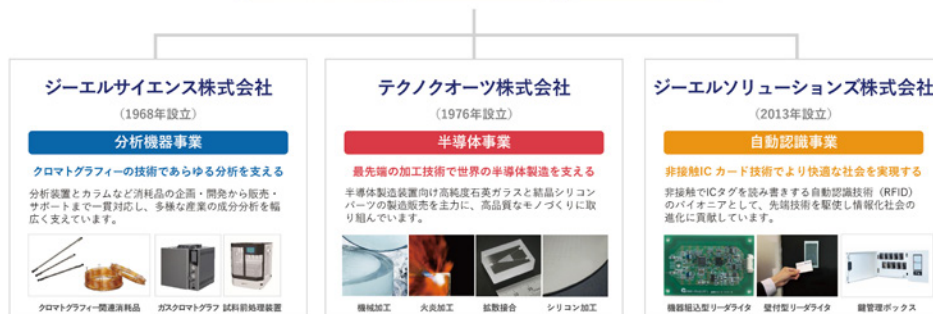 ジーエルサイエンス株式会社
(1968年設立)
分析機器事業
クロマトグラフィーの技術であらゆる分析を支える
分析装置とカラムなど消耗品の企画・開発から販売・
サポートまで一貫対応し、多様な産業の成分分析を幅
広く支えています。
クロマトグラフィー関連消耗品
ガスクロマトグラフ
試料前処理装置
テクノクオーツ株式会社
(1976年設立)
半導体事業
最先端の加工技術で世界の半導体製造を支える
半導体製造装置向け高純度石英ガラスと結晶シリコン
パーツの製造販売を主力に、高品質なモノづくりに取
り組んでいます。
機械加工
火炎加工
拡散接合
シリコン加工
ジーエルソリューションズ株式会社
(2013年設立)
自動認識事業
非接触IC カード技術でより快適な社会を実現する
非接触でICタグを読み書きする自動認識技術（RFID）
のパイオニアとして、先端技術を駆使し情報化社会の
進化に貢献しています。
機器組込型リーダライタ
壁付型リーダライタ
鍵管理ボックス